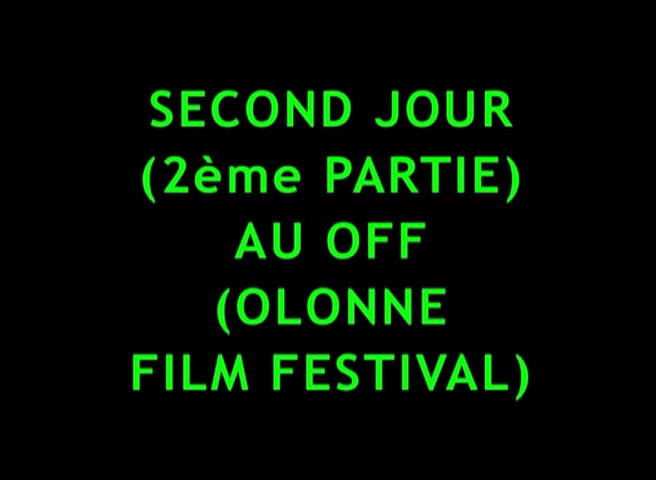 SECOND JOUR
(2ème PARTIE)
AU OFF
(OLONNE
FILM FESTIVAL)